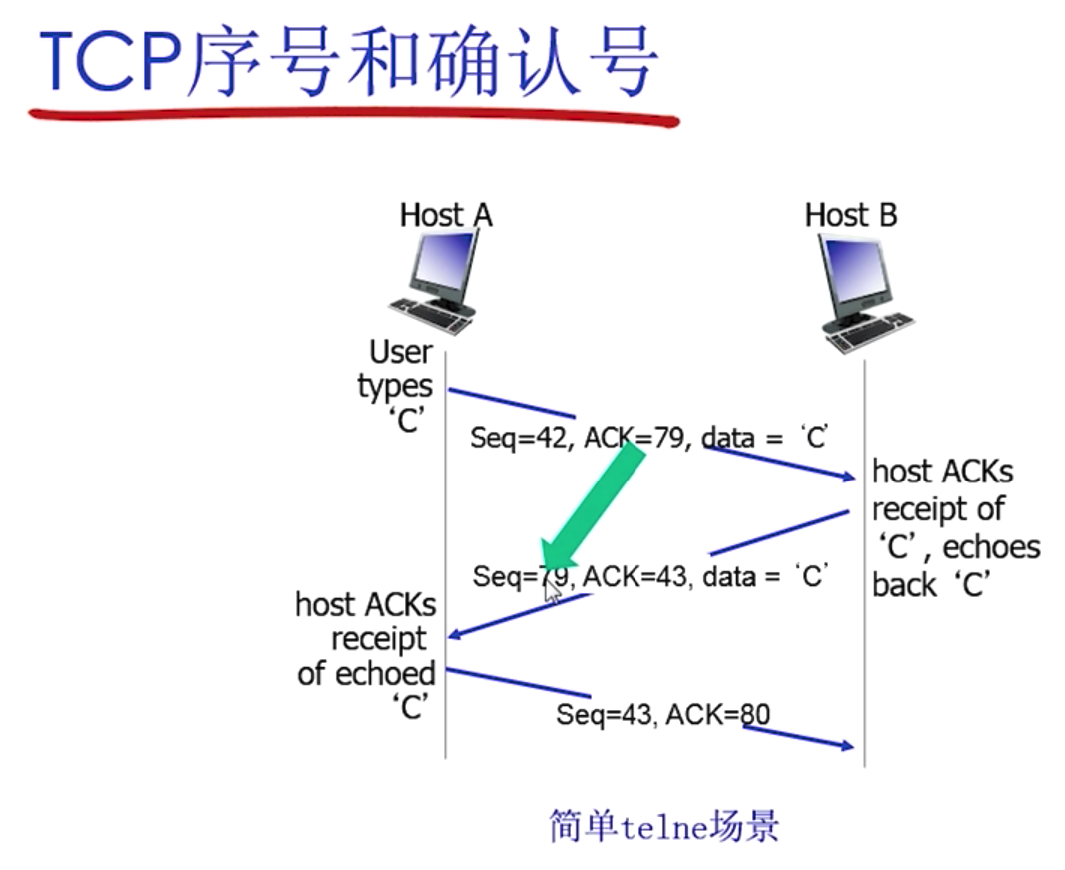 TCP序号和确认号
Host A
Host B
User
types
‘C’
Seq=42, ACK=79, data = ‘C’
host ACKs
receipt of
‘C’, echoes
back ‘C’
Seq=79, ACK=43, data = ‘C’
host ACKs
receipt
of echoed
‘C’
Seq=43, ACK=80
简单telne场景